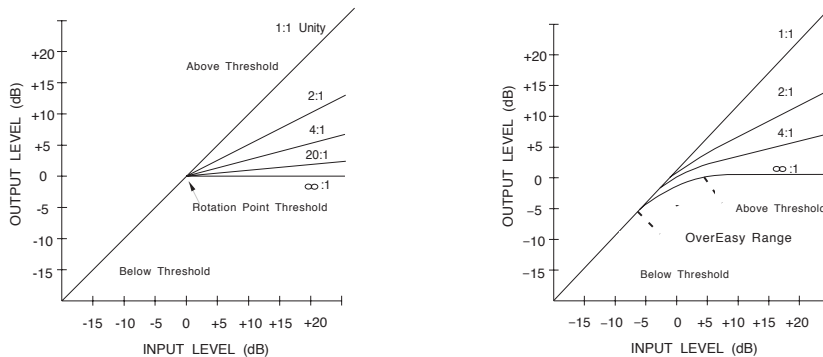 1:1 Unity
+20
Above Threshold
+15
+10
2:1
+5
4:1
20:1
0
∞:1
Rotation Point Threshold
-5
-10
Below Threshold
-15
OUTPUT LEVEL (dB)
-15 -10 -5 0 +5 +10 +15 +20
INPUT LEVEL (dB)
+20
1:1
+15
2:1
+10
4:1
+5
0
∞:1
Above Threshold
−5
OverEasy Range
−10
Below Threshold
−15
OUTPUT LEVEL (dB)
−15 −10 −5 0 +5 +10 +15 +20
INPUT LEVEL (dB)